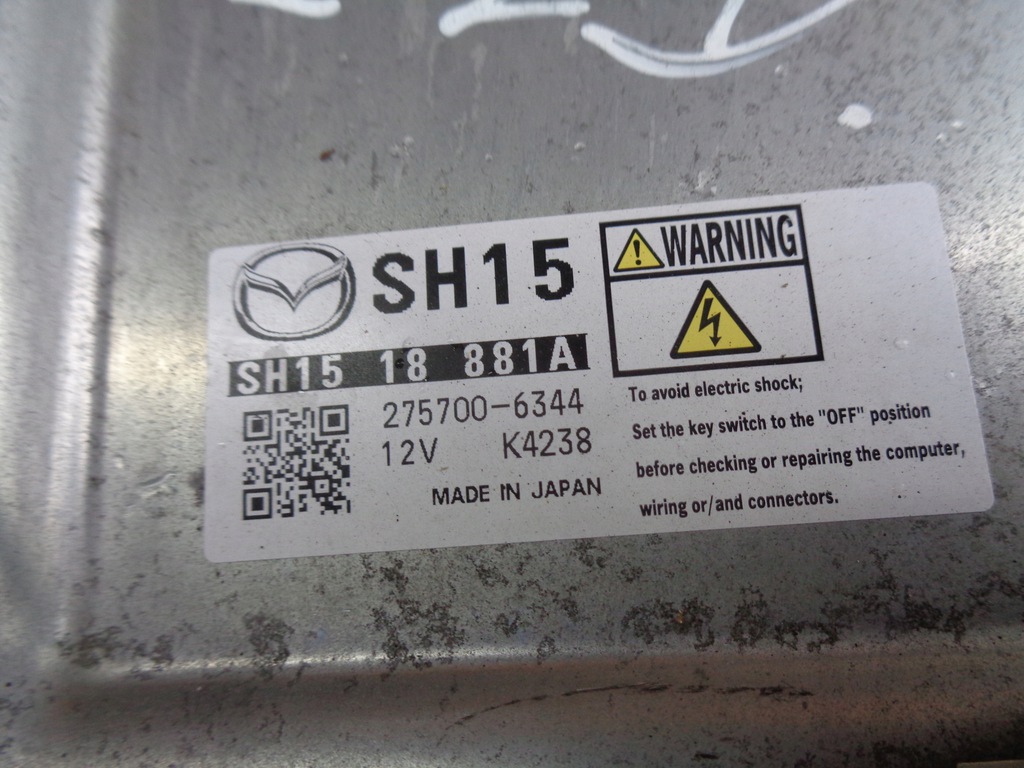 SH15
SH15 18 881A
275700-6344
12V K4238
MADE IN JAPAN
WARNING
To avoid electric shock;
Set the key switch to the "OFF" position
before checking or repairing the computer,
wiring or/and connectors.